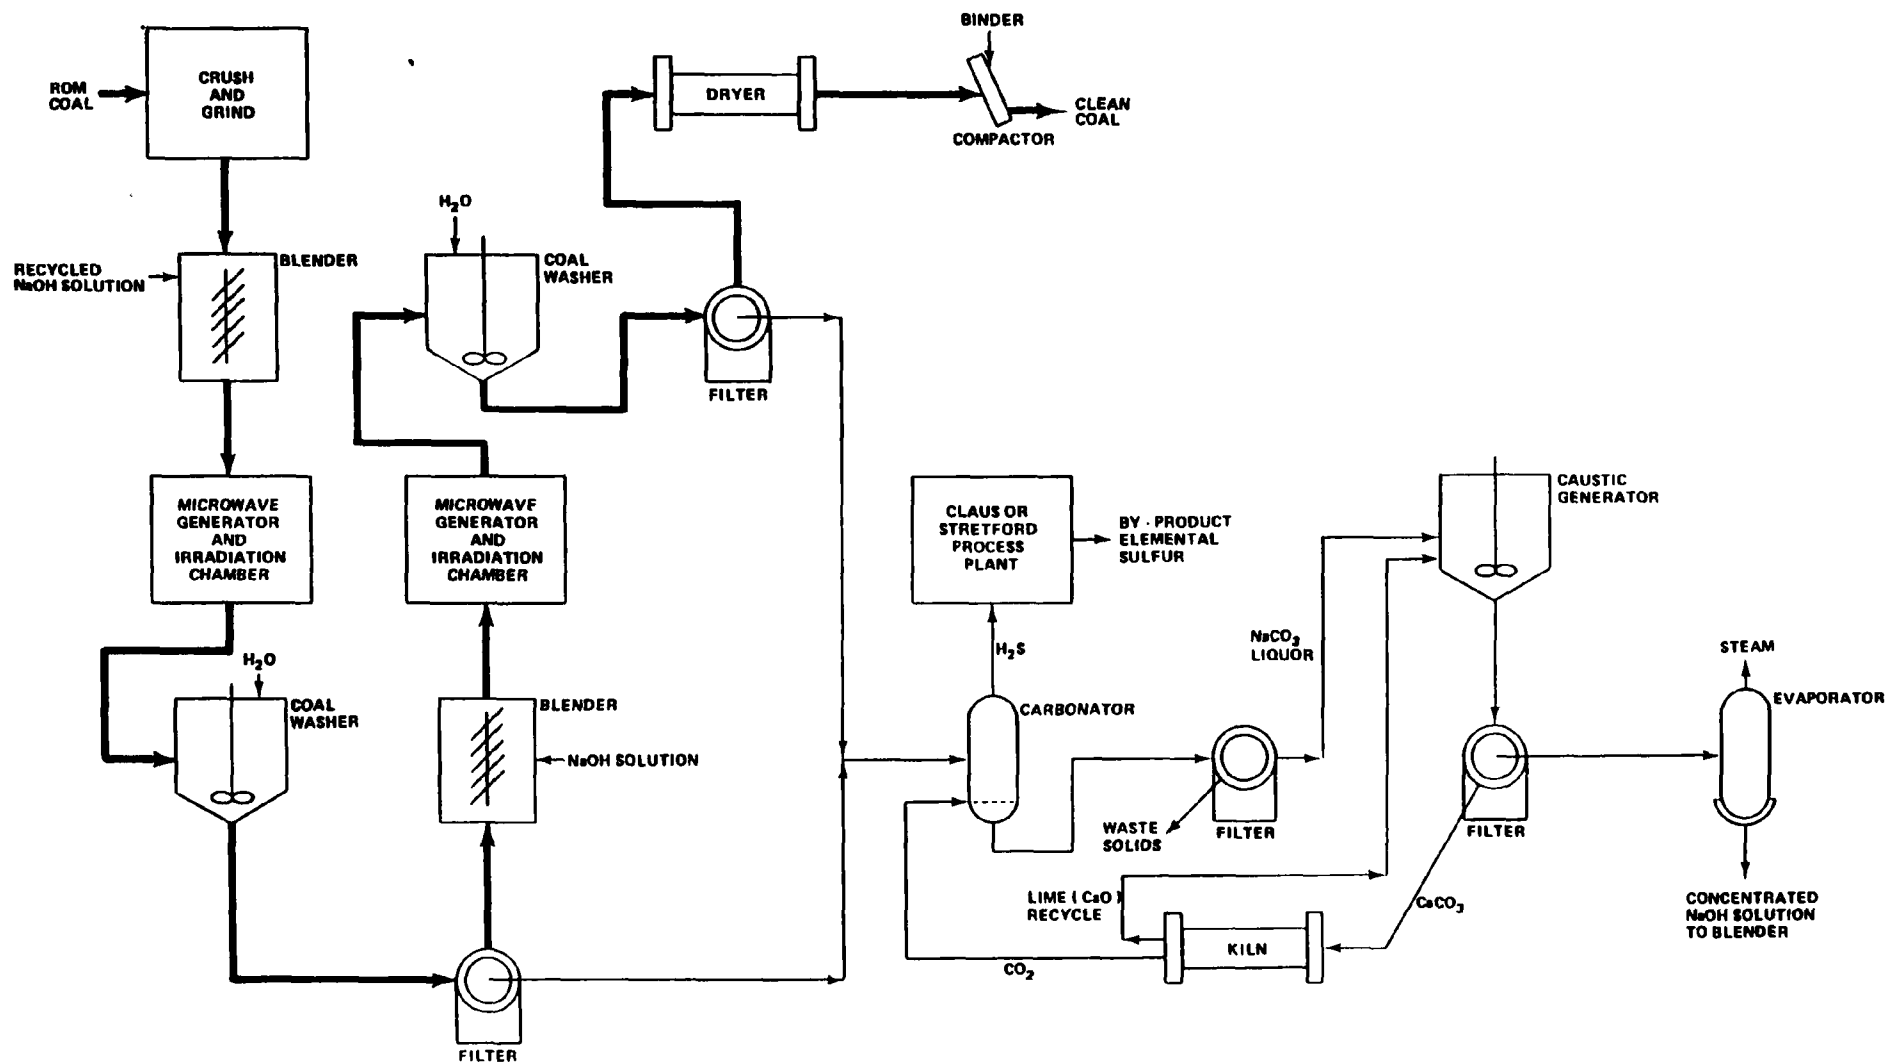 ROM
COAL
CRUSH
AND
GRIND
RECYCLED
NaOH SOLUTION
BLENDER
MICROWAVE
GENERATOR
AND
IRRADIATION
CHAMBER
H2O
COAL
WASHER
FILTER
BLENDER
NaOH SOLUTION
MICROWAVE
GENERATOR
AND
IRRADIATION
CHAMBER
H2O
COAL
WASHER
FILTER
DRYER
BINDER
COMPACTOR
CLEAN
COAL
CLAUS OR
STRETFORD
PROCESS
PLANT
BY - PRODUCT
ELEMENTAL
SULFUR
H2S
CARBONATOR
WASTE
SOLIDS
FILTER
NaCO3
LIQUOR
CAUSTIC
GENERATOR
LIME (CaO)
RECYCLE
KILN
CO2
CaCO3
FILTER
STEAM
EVAPORATOR
CONCENTRATED
NaOH SOLUTION
TO BLENDER